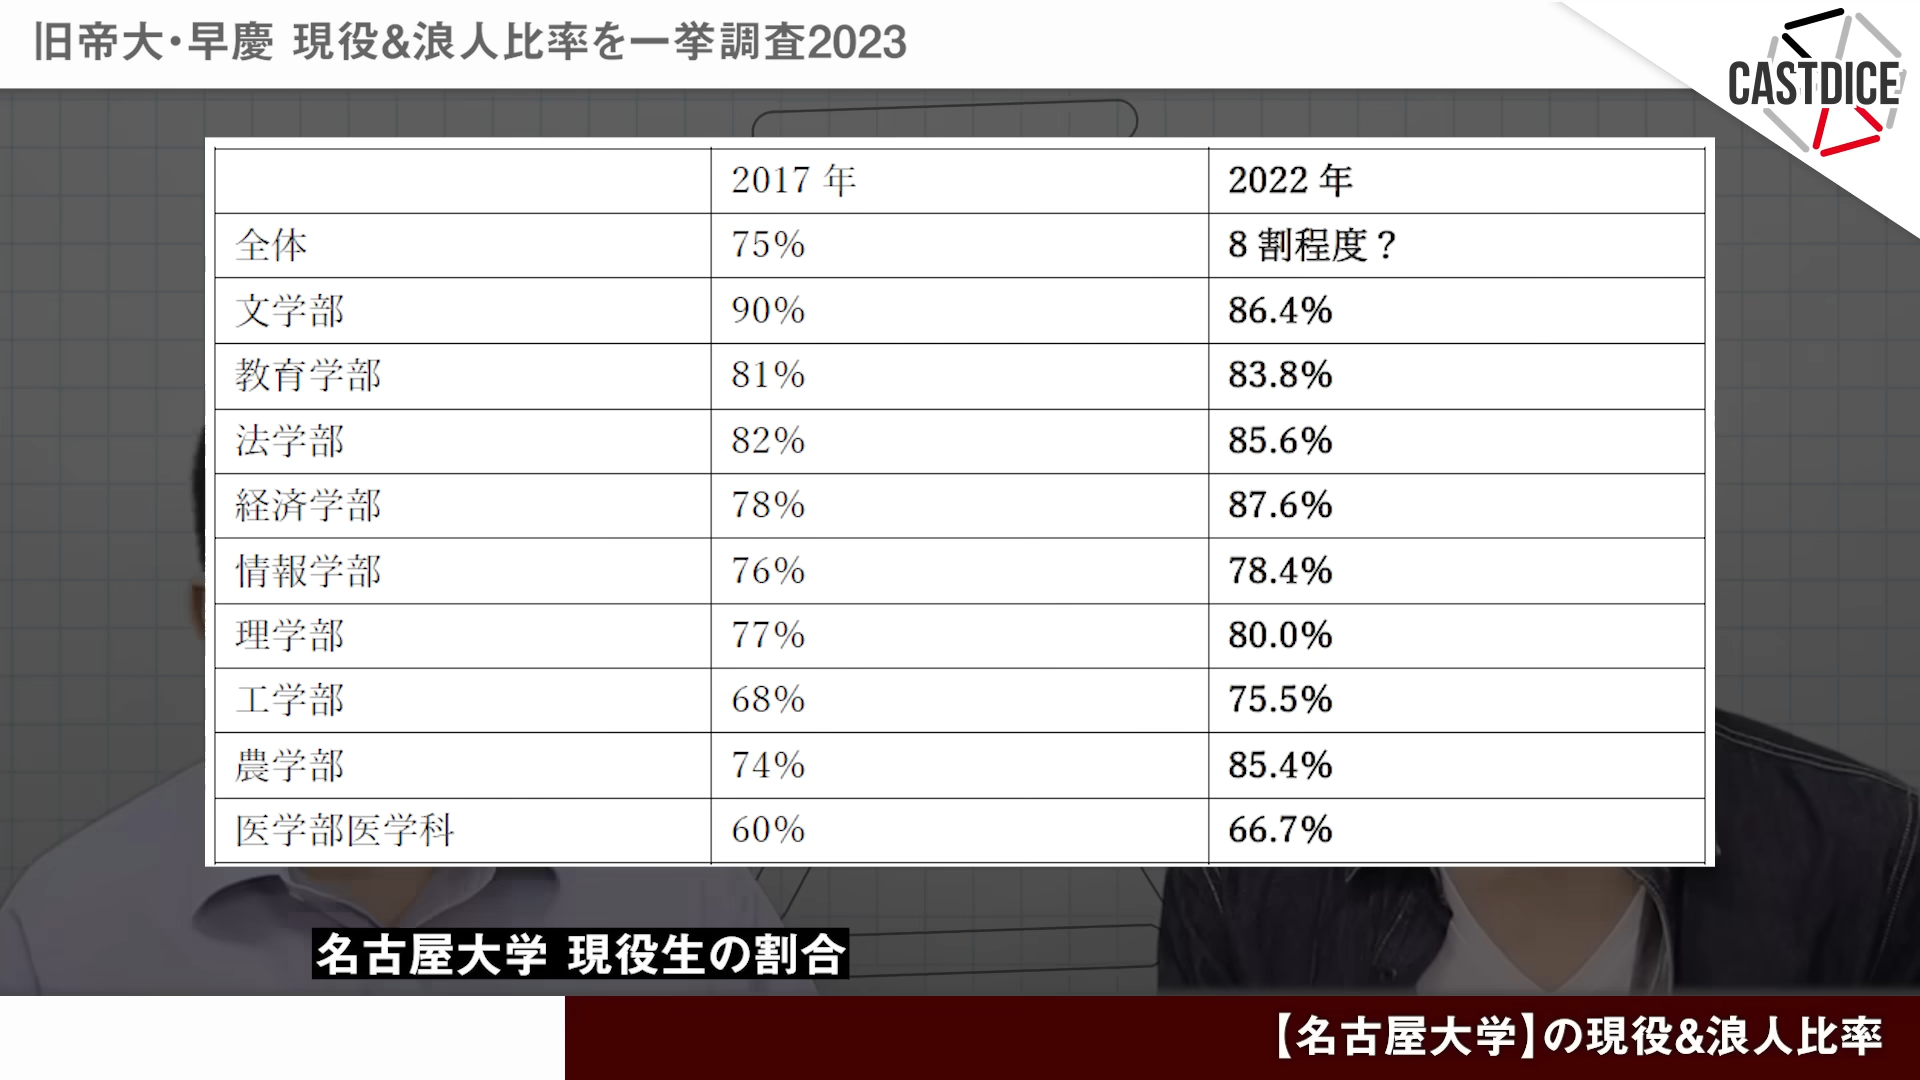 旧帝大・早慶 現役&浪人比率を一挙調査2023
CASTDICE
2017 年 2022 年
全体 75% 8 割程度？
文学部 90% 86.4%
教育学部 81% 83.8%
法学部 82% 85.6%
経済学部 78% 87.6%
情報学部 76% 78.4%
理学部 77% 80.0%
工学部 68% 75.5%
農学部 74% 85.4%
医学部医学科 60% 66.7%
名古屋大学 現役生の割合
【名古屋大学】の現役&浪人比率